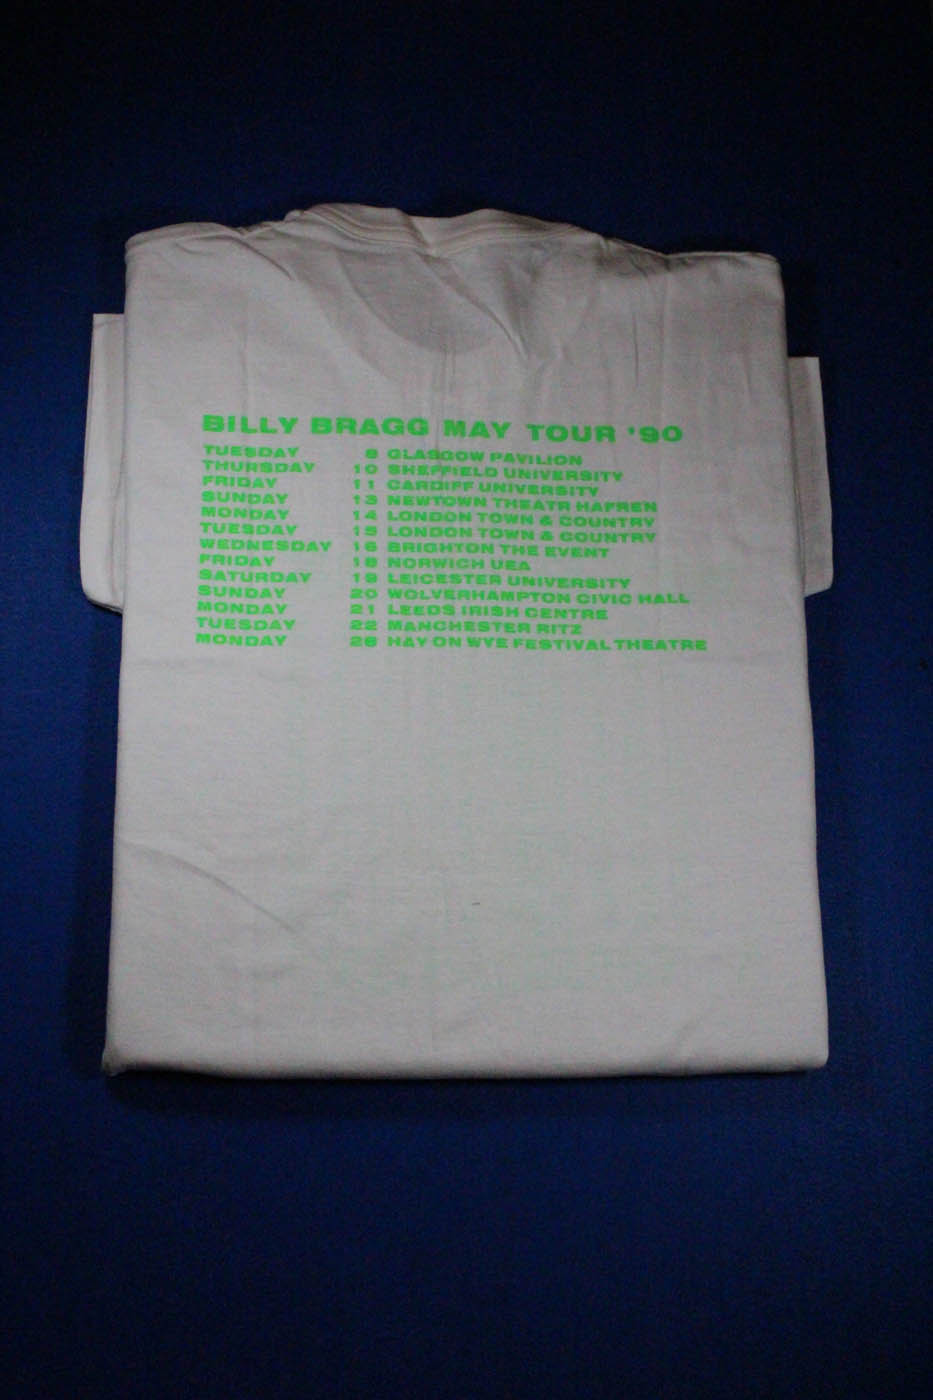 BILLY BRAGG MAY TOUR '90
TUESDAY 8 GLASGOW PAVILION
THURSDAY 10 SHEFFIELD UNIVERSITY
FRIDAY 11 CARDIFF UNIVERSITY
SUNDAY 13 NEWTOWN THEATR HAFREN
MONDAY 14 LONDON TOWN & COUNTRY
TUESDAY 15 LONDON TOWN & COUNTRY
WEDNESDAY 16 BRIGHTON THE EVENT
FRIDAY 18 NORWICH UEA
SATURDAY 19 LEICESTER UNIVERSITY
SUNDAY 20 WOLVERHAMPTON CIVIC HALL
MONDAY 21 LEEDS IRISH CENTRE
TUESDAY 22 MANCHESTER RITZ
MONDAY 28 HAY ON WYE FESTIVAL THEATRE